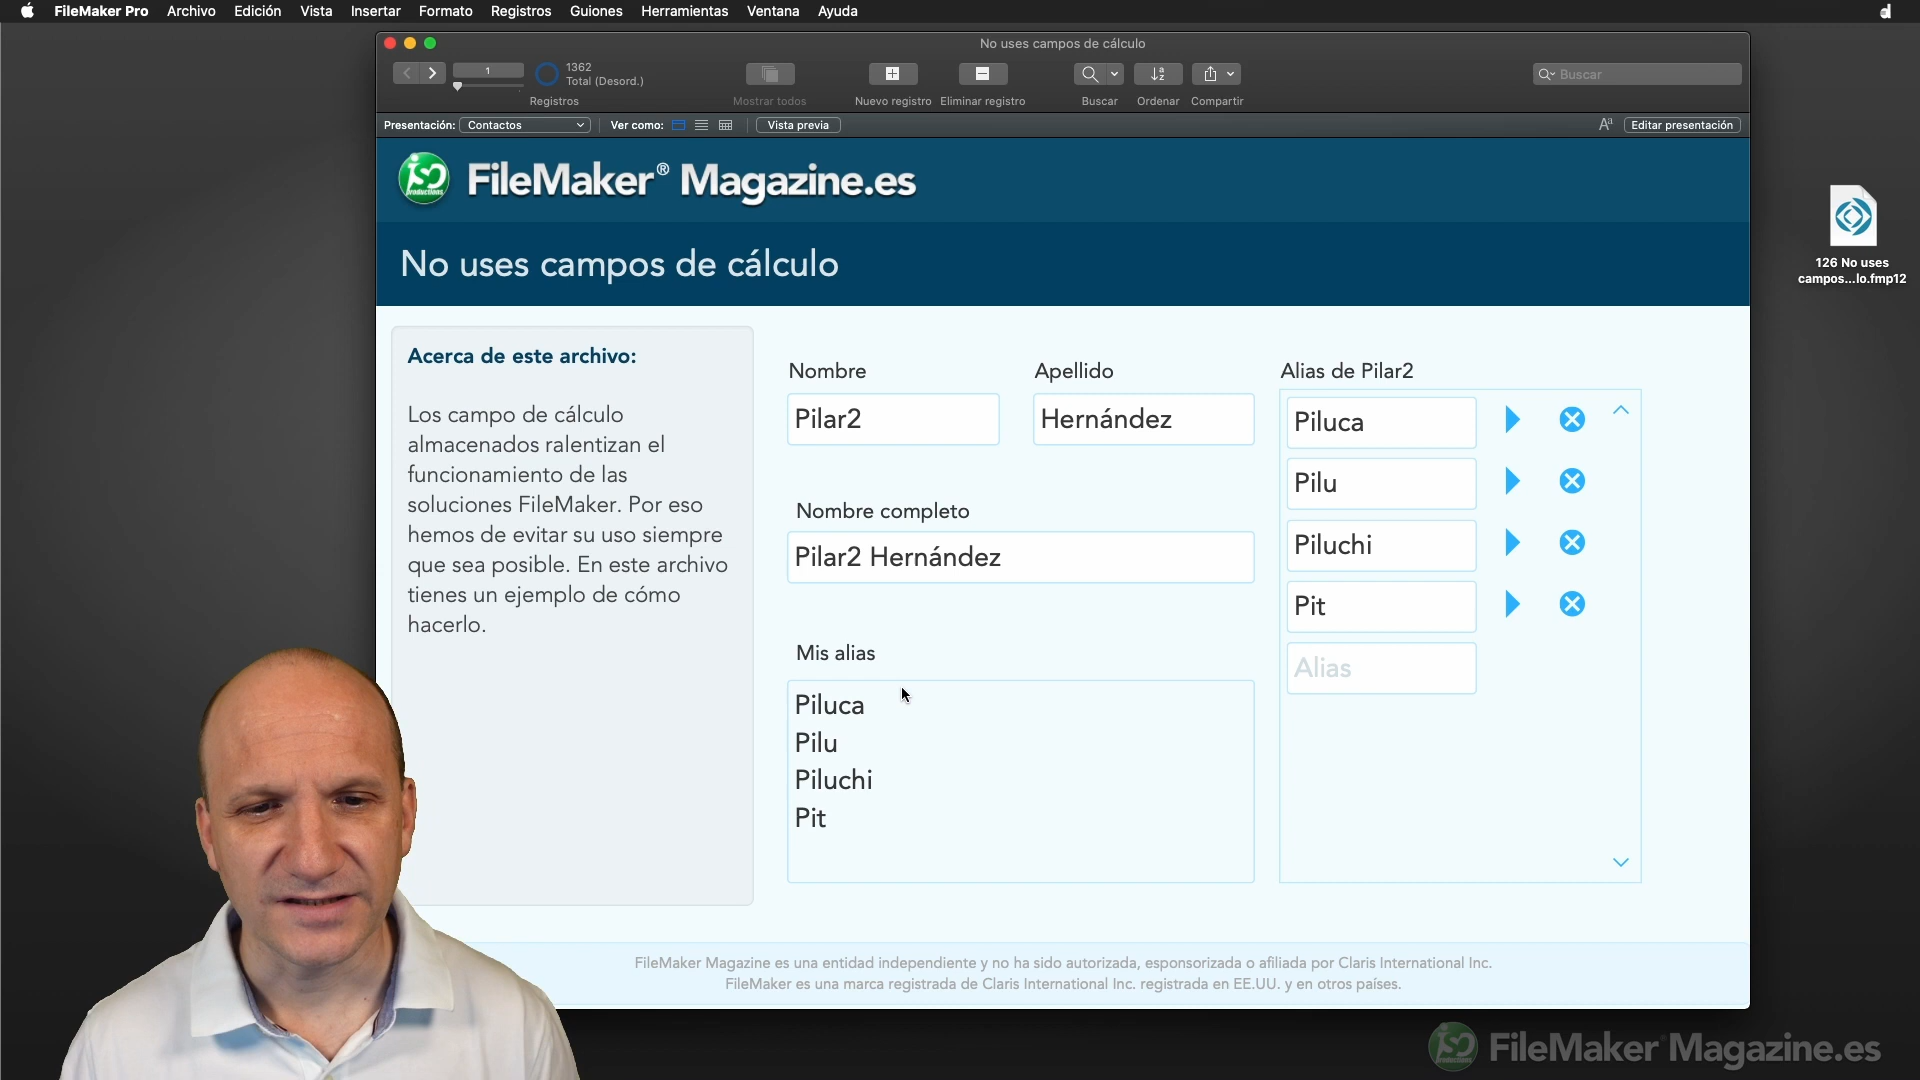 FileMaker Pro Archivo Edición Vista Insertar Formato Registros Guiones Herramientas Ventana Ayuda
No uses campos de cálculo
1
1362
Total (Desord.)
Buscar
Registros
Mostrar todos
Nuevo registro
Eliminar registro
Buscar
Ordenar
Compartir
Presentación: Contactos
Ver como:
Vista previa
Aª
Editar presentación
iso
productions
FileMaker® Magazine.es
126 No uses
campos...lo.fmp12
No uses campos de cálculo
Acerca de este archivo:
Los campo de cálculo
almacenados ralentizan el
funcionamiento de las
soluciones FileMaker. Por eso
hemos de evitar su uso siempre
que sea posible. En este archivo
tienes un ejemplo de cómo
hacerlo.
Nombre
Pilar2
Apellido
Hernández
Nombre completo
Pilar2 Hernández
Mis alias
Piluca
Pilu
Piluchi
Pit
Alias de Pilar2
Piluca
Pilu
Piluchi
Pit
Alias
FileMaker Magazine es una entidad independiente y no ha sido autorizada, esponsorizada o afiliada por Claris International Inc.
FileMaker es una marca registrada de Claris International Inc. registrada en EE.UU. y en otros países.
iso
FileMaker Magazine.es